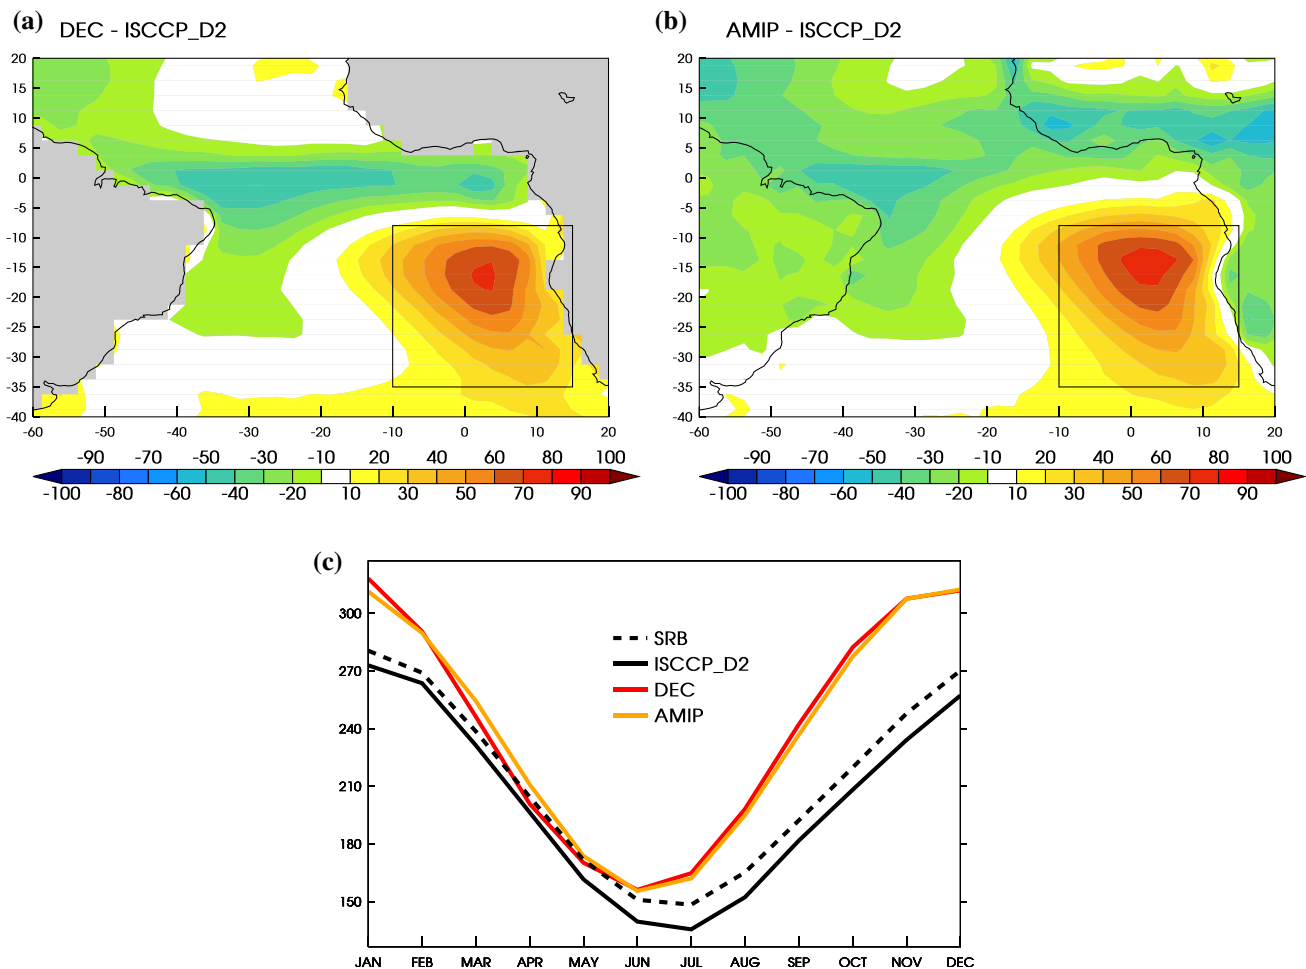 (a) DEC - ISCCP_D2
(b) AMIP - ISCCP_D2
20
15
10
5
0
-5
-10
-15
-20
-25
-30
-35
-40
-60 -50 -40 -30 -20 -10 0 10 20
20
15
10
5
0
-5
-10
-15
-20
-25
-30
-35
-40
-60 -50 -40 -30 -20 -10 0 10 20
-90 -70 -50 -30 -10 20 40 60 80 100
-100 -80 -60 -40 -20 10 30 50 70 90
-90 -70 -50 -30 -10 20 40 60 80 100
-100 -80 -60 -40 -20 10 30 50 70 90
(c)
300
270
240
210
180
150
SRB
ISCCP_D2
DEC
AMIP
JAN FEB MAR APR MAY JUN JUL AUG SEP OCT NOV DEC